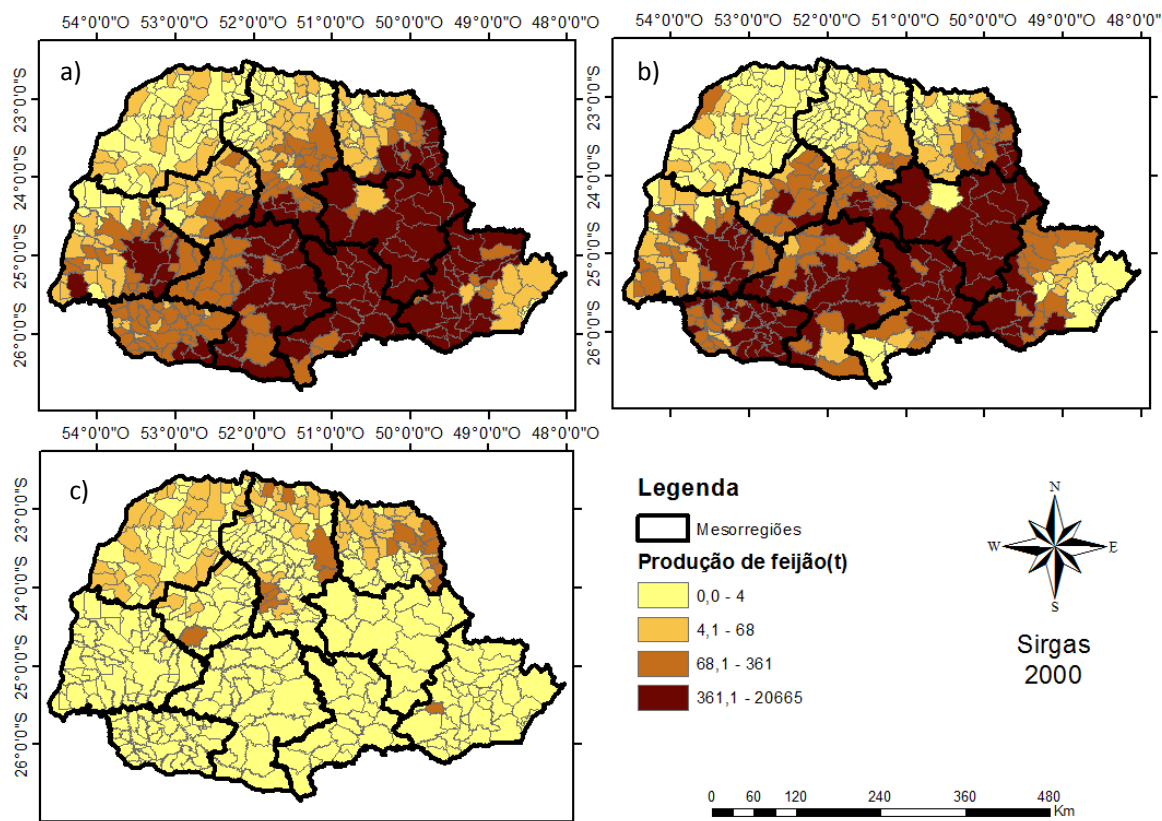 54°0'0"O 53°0'0"O 52°0'0"O 51°0'0"O 50°0'0"O 49°0'0"O 48°0'0"O
54°0'0"O 53°0'0"O 52°0'0"O 51°0'0"O 50°0'0"O 49°0'0"O 48°0'0"O
a)
23°0'0"S
24°0'0"S
25°0'0"S
26°0'0"S
b)
23°0'0"S
24°0'0"S
25°0'0"S
26°0'0"S
54°0'0"O 53°0'0"O 52°0'0"O 51°0'0"O 50°0'0"O 49°0'0"O 48°0'0"O
c)
23°0'0"S
24°0'0"S
25°0'0"S
26°0'0"S
Legenda
Mesorregiões
Produção de feijão(t)
0,0 - 4
4,1 - 68
68,1 - 361
361,1 - 20665
N
W E
S
Sirgas
2000
0 60 120 240 360 480
Km